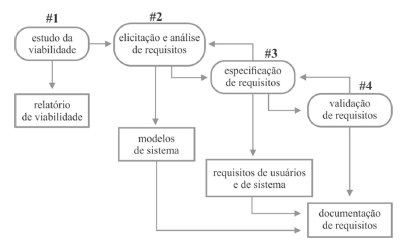 #1
estudo da
viabilidade
#2
elicitação e análise
de requisitos
#3
especificação
de requisitos
#4
validação
de requisitos
relatório
de viabilidade
modelos
de sistema
requisitos de usuários
e de sistema
documentação
de requisitos